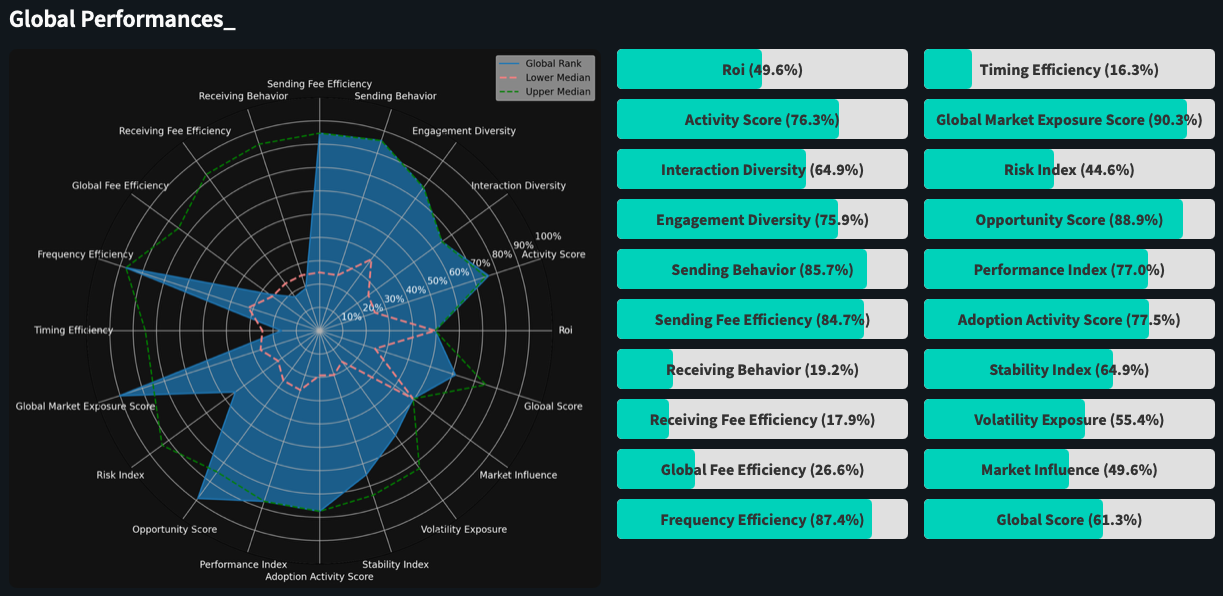 Global Performances_
Global Rank
Lower Median
Upper Median
Sending Fee Efficiency
Receiving Behavior
Sending Behavior
Receiving Fee Efficiency
Engagement Diversity
Global Fee Efficiency
Interaction Diversity
Frequency Efficiency
Activity Score
Timing Efficiency
Roi
Global Market Exposure Score
Global Score
Risk Index
Market Influence
Opportunity Score
Volatility Exposure
Performance Index
Stability Index
Adoption Activity Score
10%
20%
30%
40%
50%
60%
70%
80%
90%
100%
Roi (49.6%)
Activity Score (76.3%)
Interaction Diversity (64.9%)
Engagement Diversity (75.9%)
Sending Behavior (85.7%)
Sending Fee Efficiency (84.7%)
Receiving Behavior (19.2%)
Receiving Fee Efficiency (17.9%)
Global Fee Efficiency (26.6%)
Frequency Efficiency (87.4%)
Timing Efficiency (16.3%)
Global Market Exposure Score (90.3%)
Risk Index (44.6%)
Opportunity Score (88.9%)
Performance Index (77.0%)
Adoption Activity Score (77.5%)
Stability Index (64.9%)
Volatility Exposure (55.4%)
Market Influence (49.6%)
Global Score (61.3%)